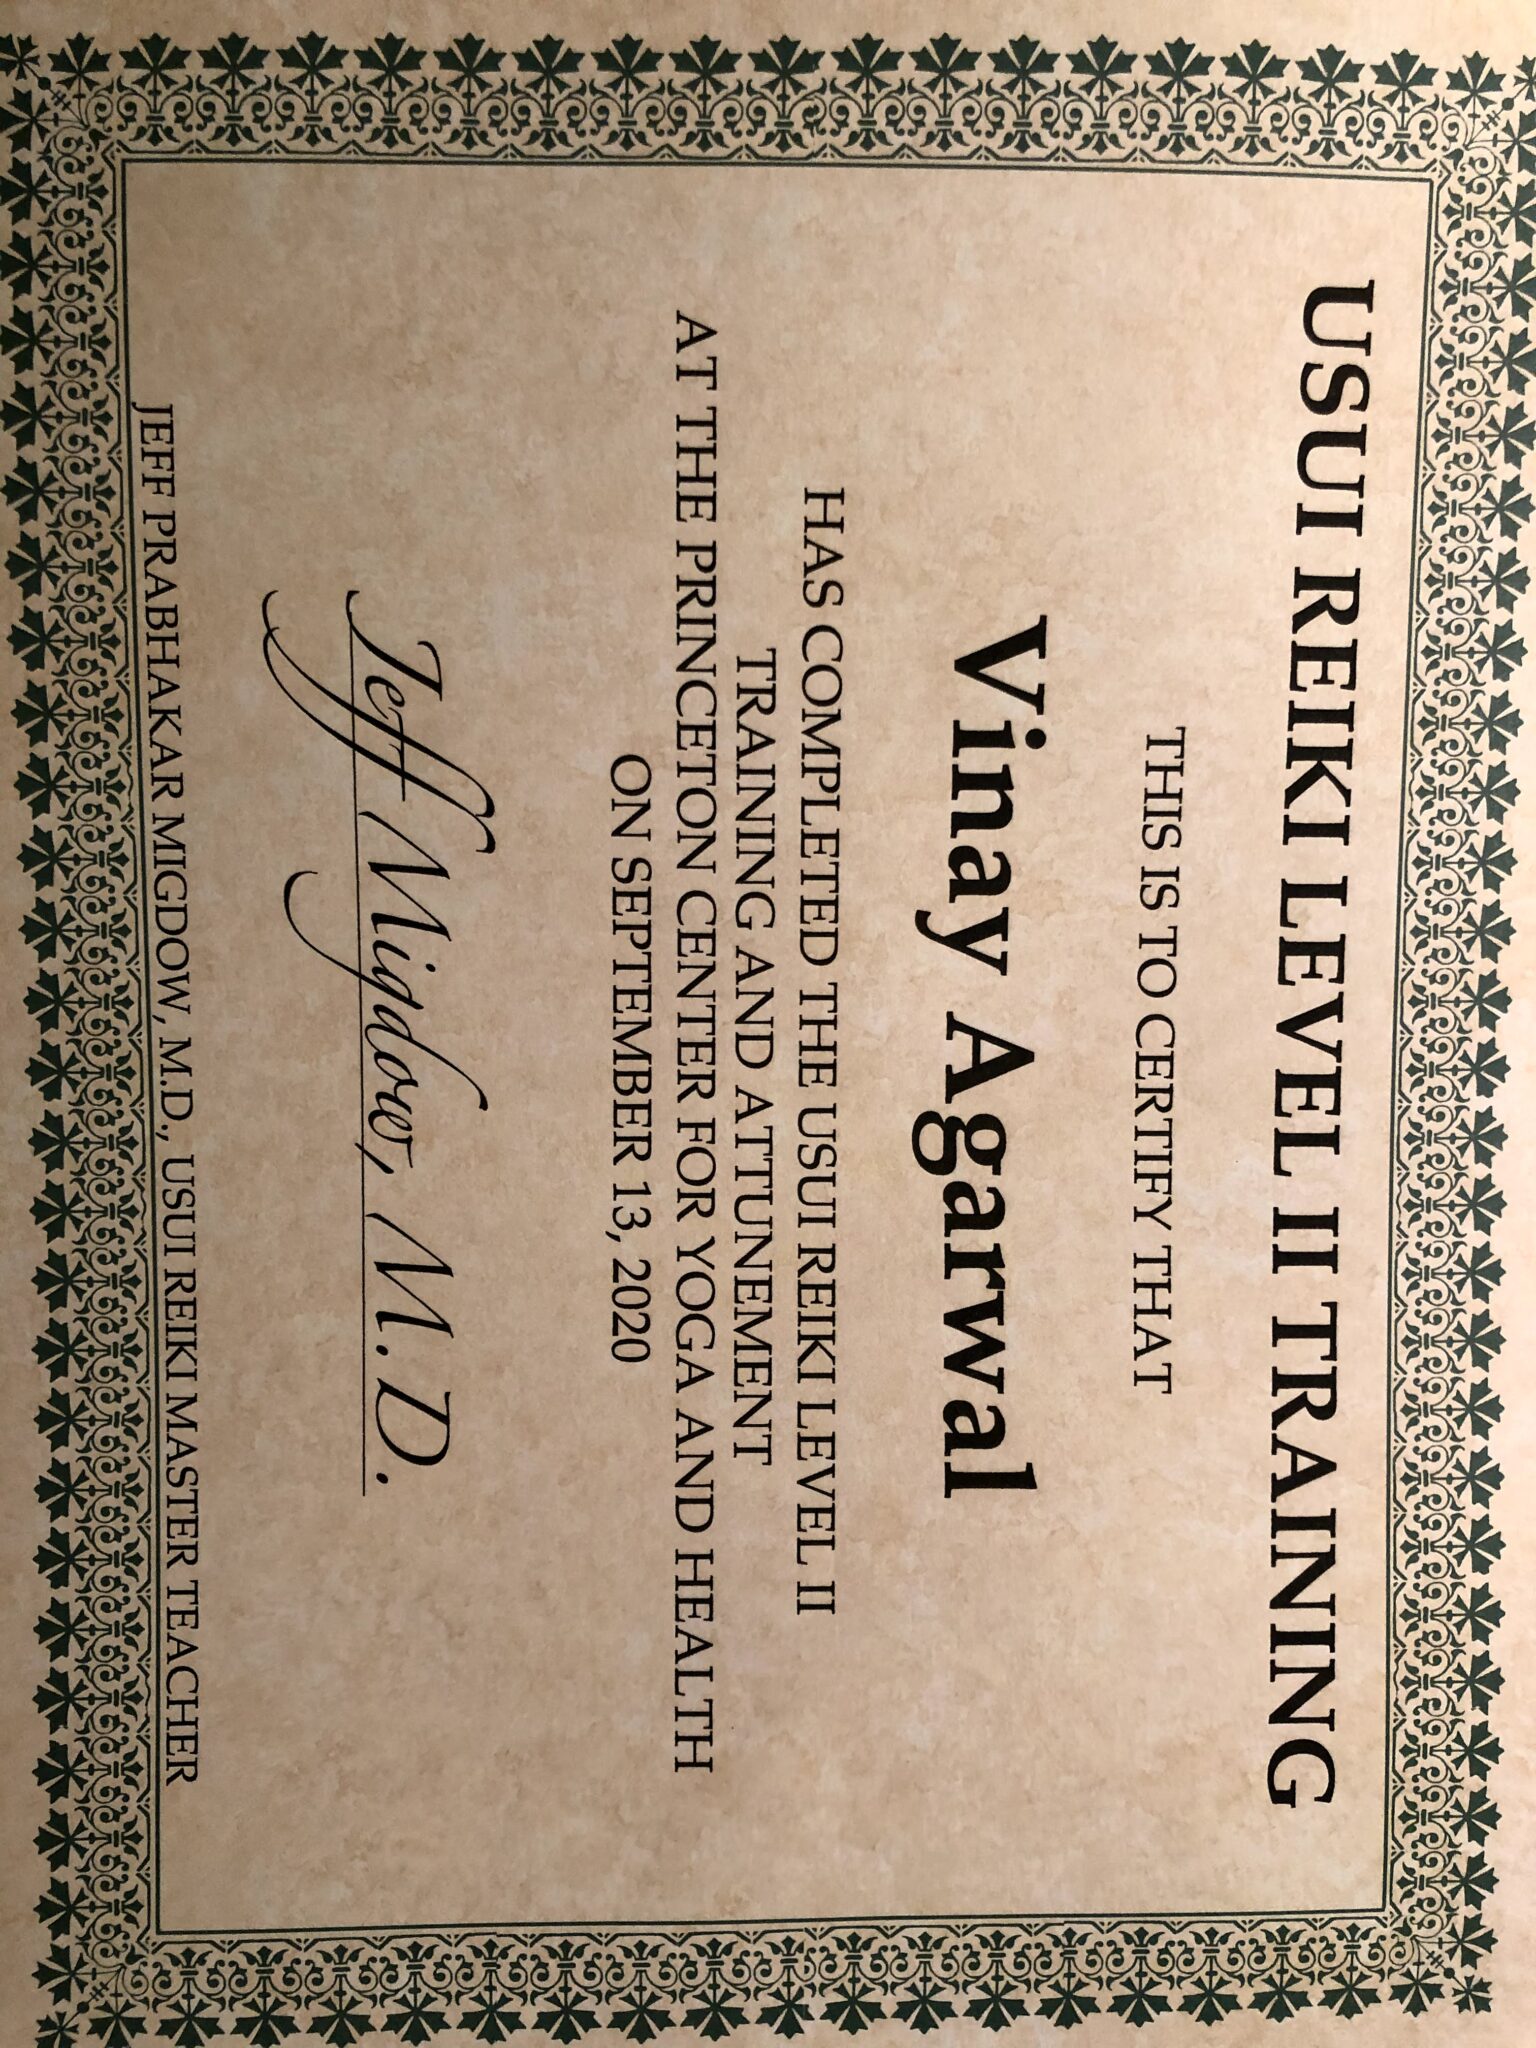 USUI REIKI LEVEL II TRAINING
THIS IS TO CERTIFY THAT
Vinay Agarwal
HAS COMPLETED THE USUI REIKI LEVEL II
TRAINING AND ATTUNEMENT
AT THE PRINCETON CENTER FOR YOGA AND HEALTH
ON SEPTEMBER 13, 2020
Jeff Migdow, M.D.
JEFF PRABHAKAR MIGDOW, M.D., USUI REIKI MASTER TEACHER